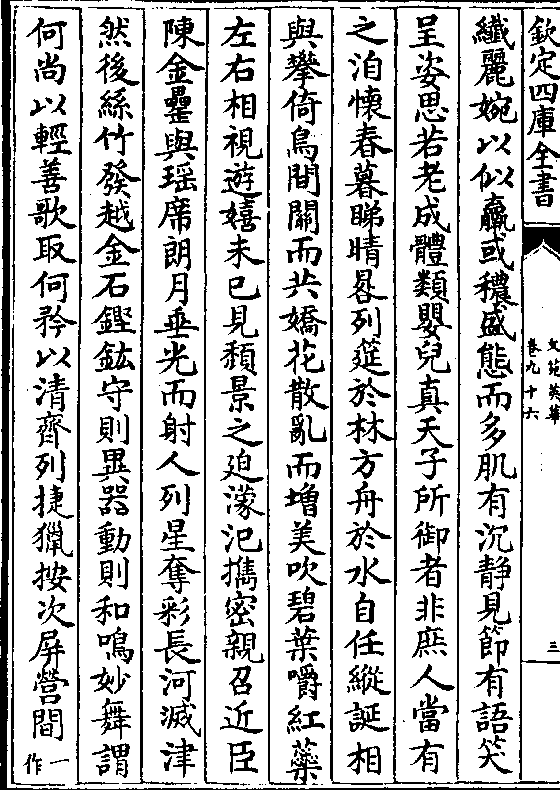 欽定四庫全書
文苑英華
卷九十六
三
纎麗婉以似羸或穠盛態而多肌有沉静見節有語笑
呈姿思若老成體類嬰兒真天子所御者非庶人當有
之洎懐春暮睇晴晷列筵於林方舟於水自任縱誕相
與攀倚鳥間關而共嬌花散亂而増美吹碧葉嚼紅蘂
左右相視遊嬉未已見頽景之迫濛汜攜密親召近臣
陳金罍與瑶席朗月垂光而射人列星奪彩長河滅津
然後絲竹發越金石鏗鈜守則異器動則和鳴妙舞謂
何尚以輕善歌取何矜以清齊列捷獵按次屏營間一作